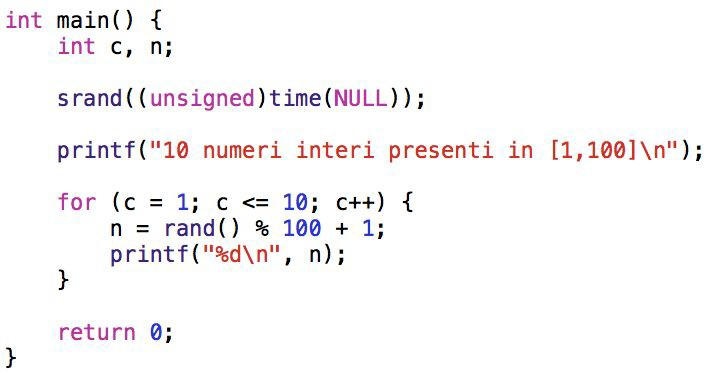 int main() {
    int c, n;
    srand((unsigned)time(NULL));
    printf("10 numeri interi presenti in [1,100]\n");
    for (c = 1; c <= 10; c++) {
        n = rand() % 100 + 1;
        printf("%d\n", n);
    }
    return 0;
}